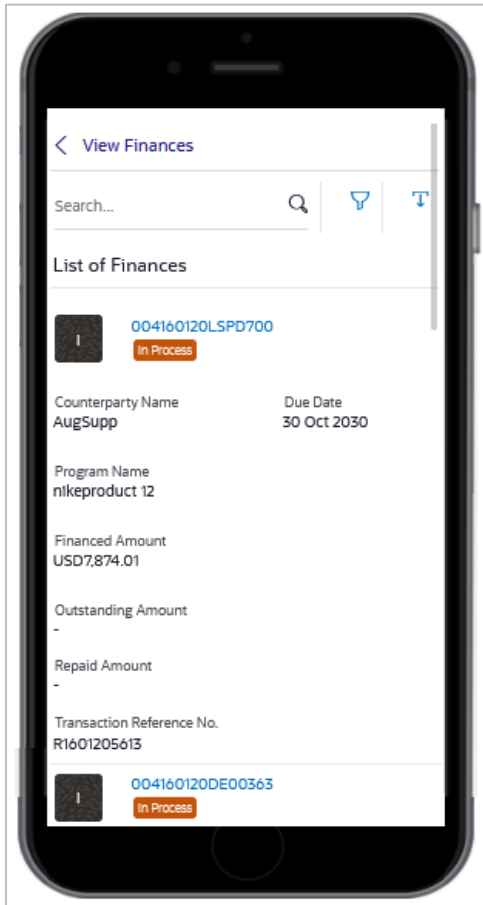 View Finances
Search...
List of Finances
I
004160120LSPD700
In Process
Counterparty Name
Due Date
AugSupp
30 Oct 2030
Program Name
nikeproduct 12
Financed Amount
USD7,874.01
Outstanding Amount
-
Repaid Amount
-
Transaction Reference No.
R1601205613
I
004160120DE00363
In Process